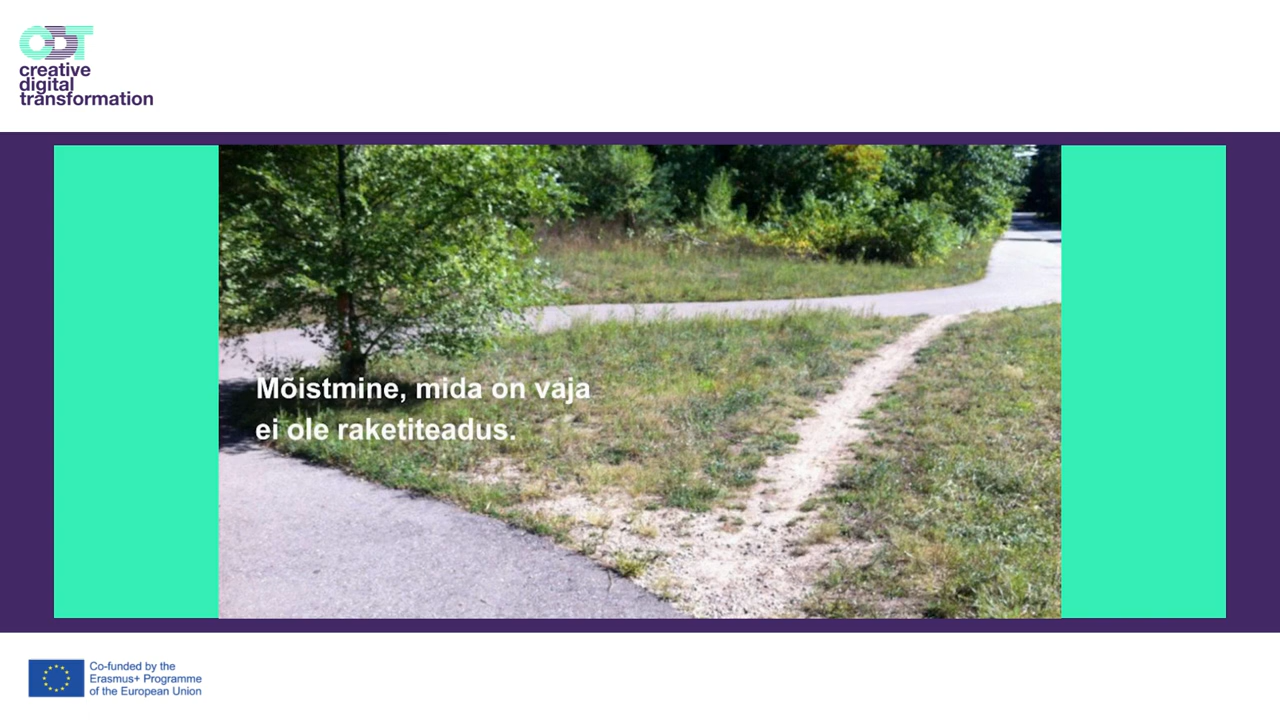 CDT
creative
digital
transformation
Mõistmine, mida on vaja
ei ole raketiteadus.
Co-funded by the
Erasmus+ Programme
of the European Union